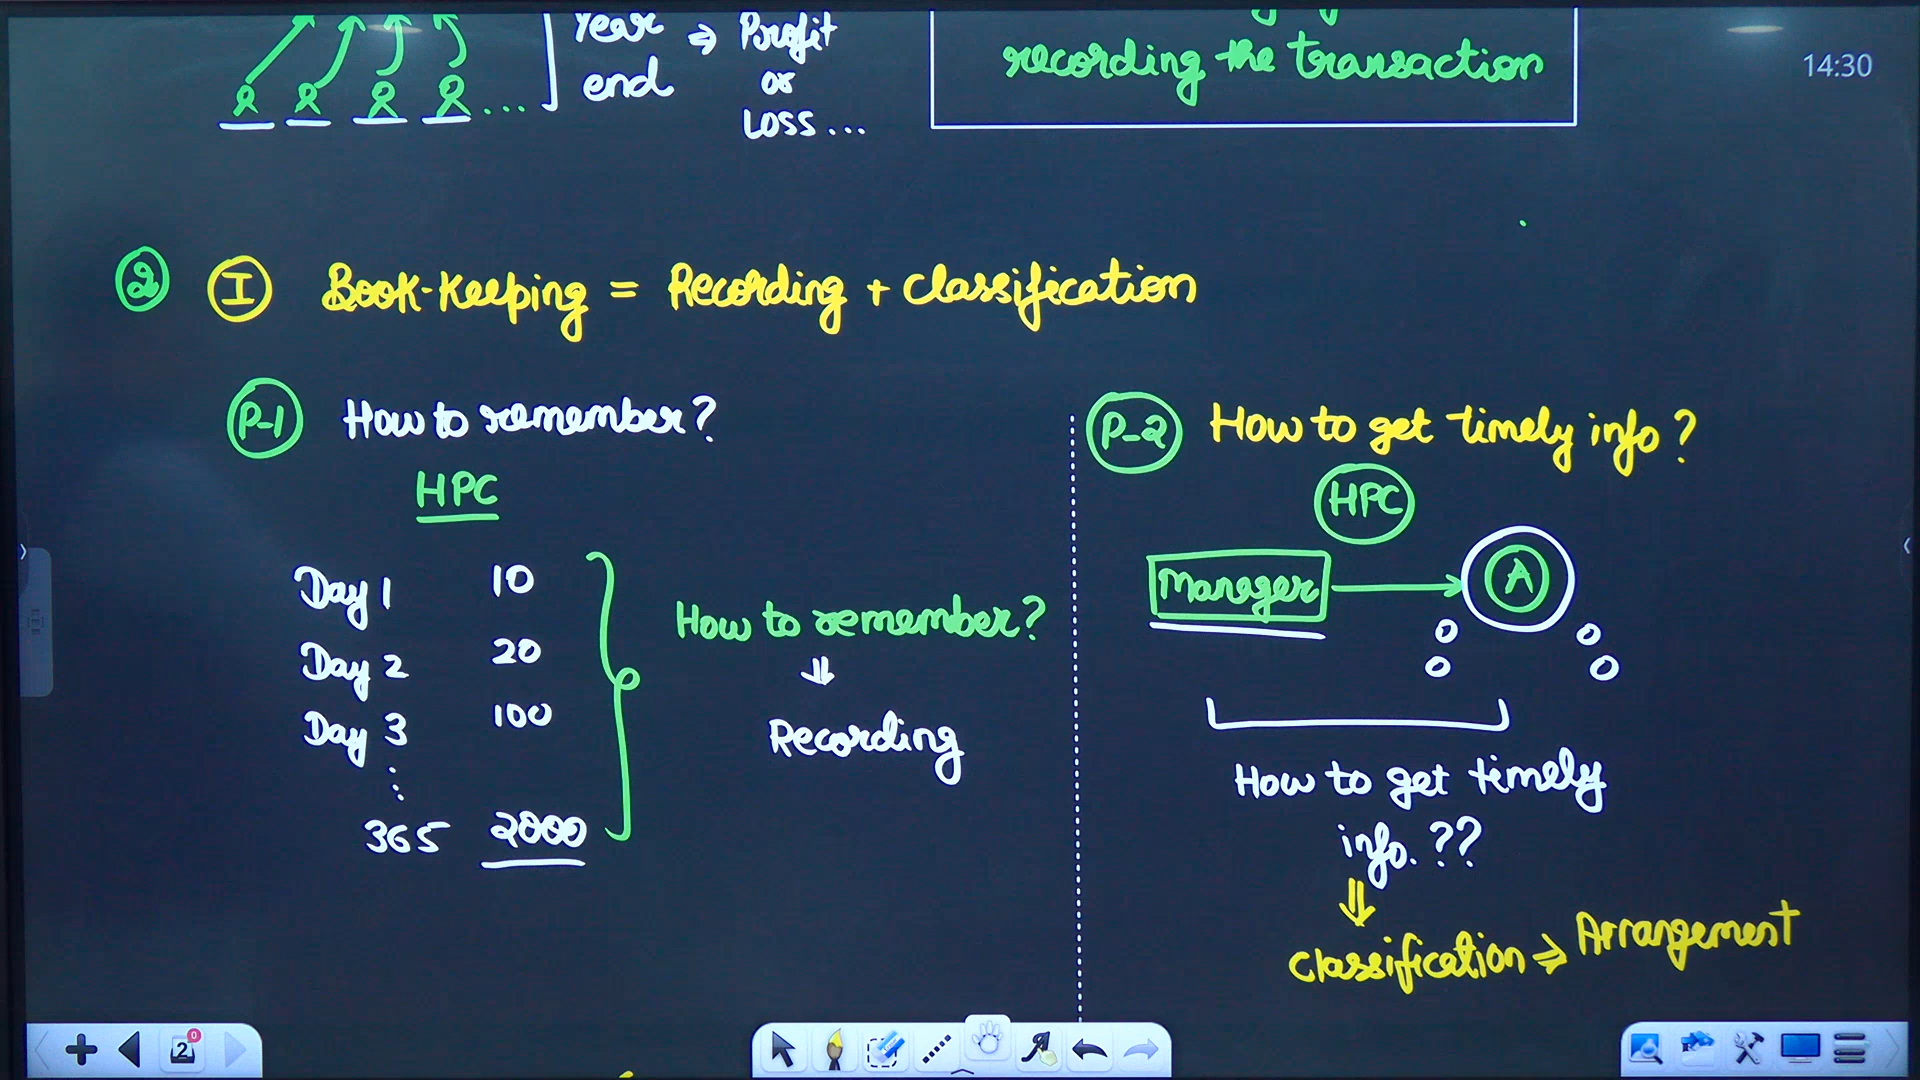 Year ⇒ Profit
end or
Loss...
recording the transaction
14:30
2 I Book-Keeping = Recording + classification
P-1 How to remember?
HPC
Day 1 10
Day 2 20
Day 3 100
365 2000
How to remember?
⇓
Recording
P-2 How to get timely info?
HPC
Manager → A
How to get timely
info. ??
⇓
classification ⇒ Arrangement
2
0